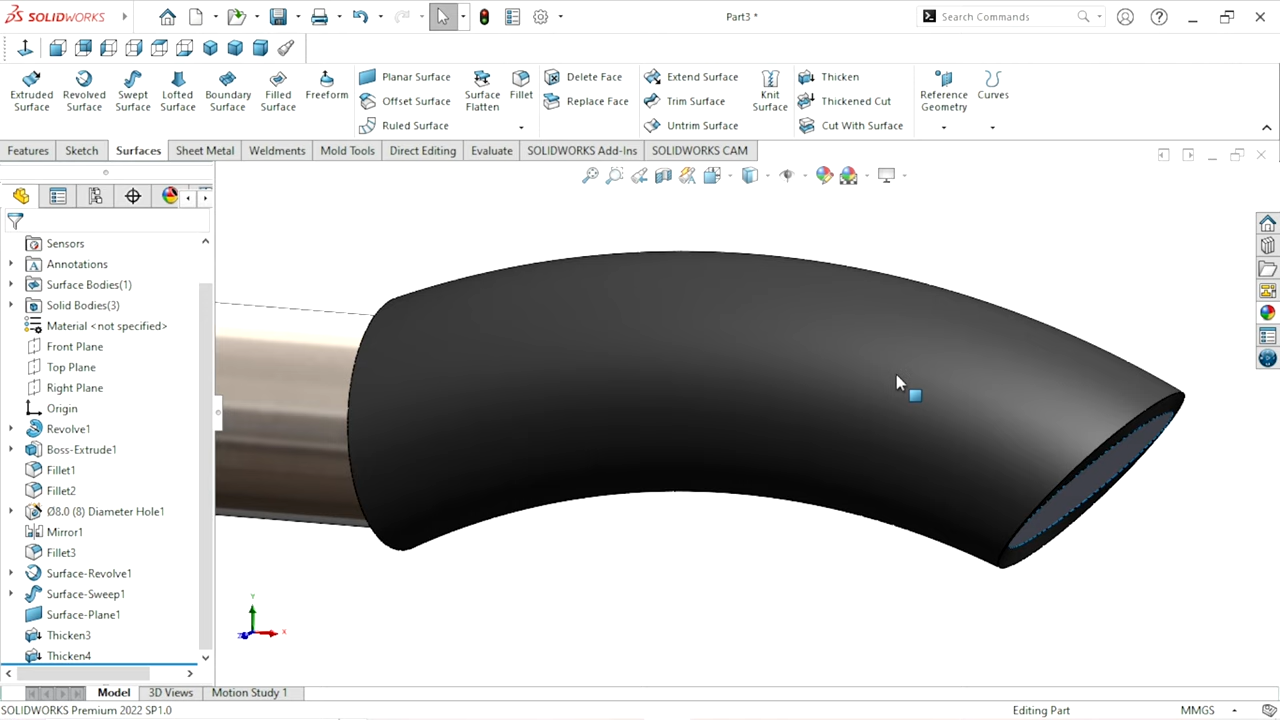 SOLIDWORKS
Part3 *
Search Commands
Extruded Surface
Revolved Surface
Swept Surface
Lofted Surface
Boundary Surface
Filled Surface
Freeform
Planar Surface
Offset Surface
Ruled Surface
Surface Flatten
Fillet
Delete Face
Replace Face
Extend Surface
Trim Surface
Untrim Surface
Knit Surface
Thicken
Thickened Cut
Cut With Surface
Reference Geometry
Curves
Features
Sketch
Surfaces
Sheet Metal
Weldments
Mold Tools
Direct Editing
Evaluate
SOLIDWORKS Add-Ins
SOLIDWORKS CAM
Sensors
Annotations
Surface Bodies(1)
Solid Bodies(3)
Material <not specified>
Front Plane
Top Plane
Right Plane
Origin
Revolve1
Boss-Extrude1
Fillet1
Fillet2
Ø8.0 (8) Diameter Hole1
Mirror1
Fillet3
Surface-Revolve1
Surface-Sweep1
Surface-Plane1
Thicken3
Thicken4
Y
X
Z
Model
3D Views
Motion Study 1
SOLIDWORKS Premium 2022 SP1.0
Editing Part
MMGS